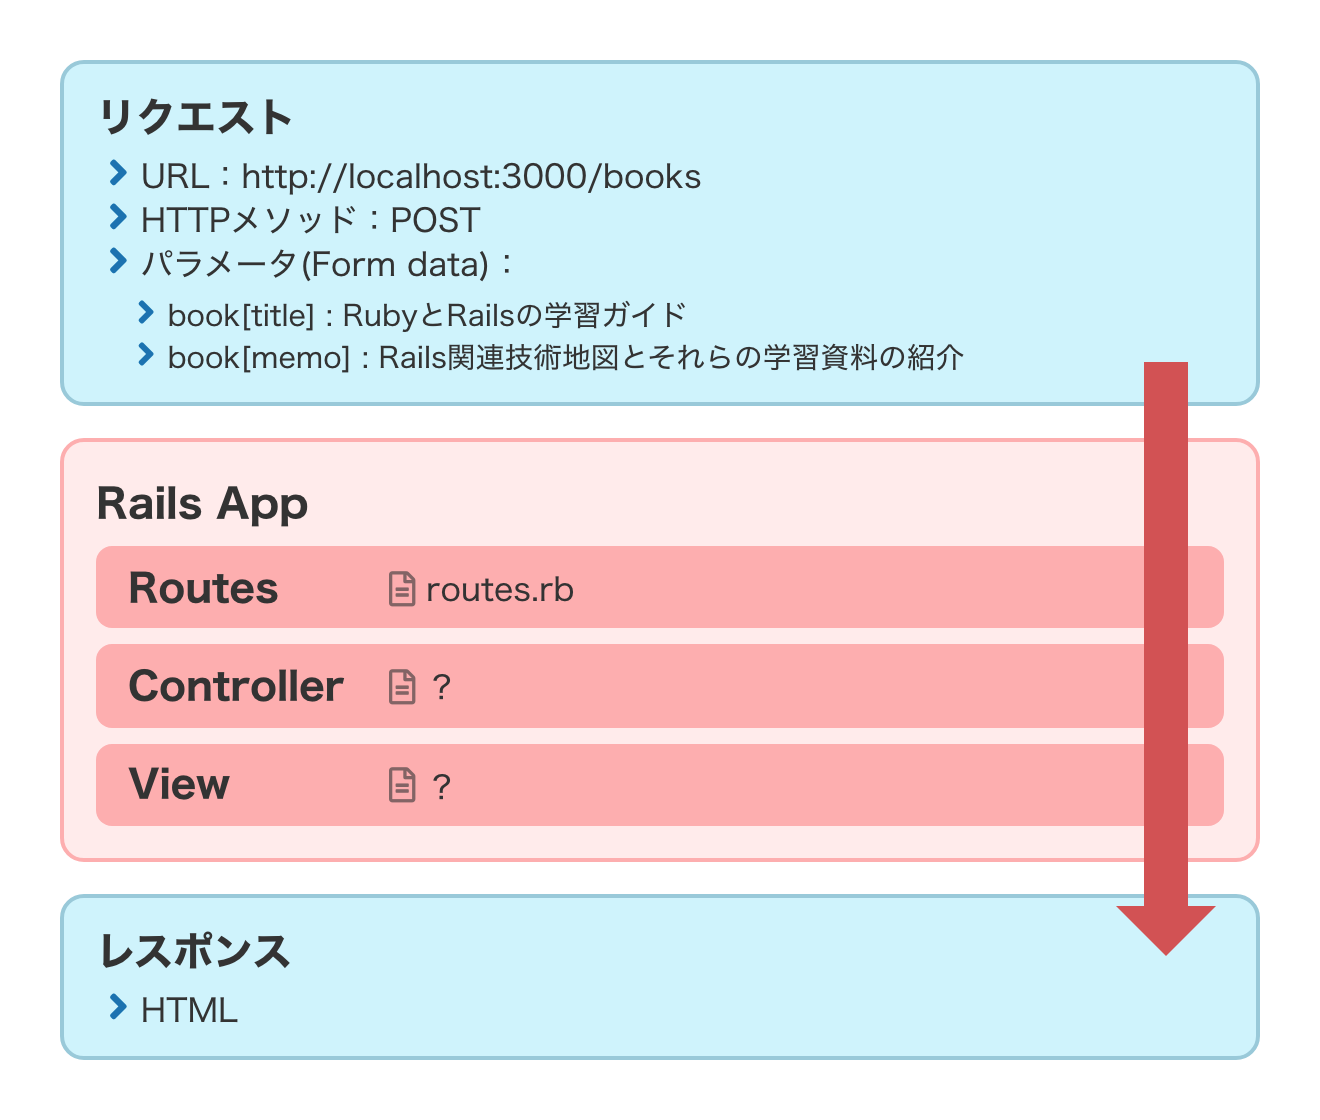 リクエスト
URL：http://localhost:3000/books
HTTPメソッド：POST
パラメータ(Form data)：
book[title] : RubyとRailsの学習ガイド
book[memo] : Rails関連技術地図とそれらの学習資料の紹介
Rails App
Routes routes.rb
Controller ?
View ?
レスポンス
HTML